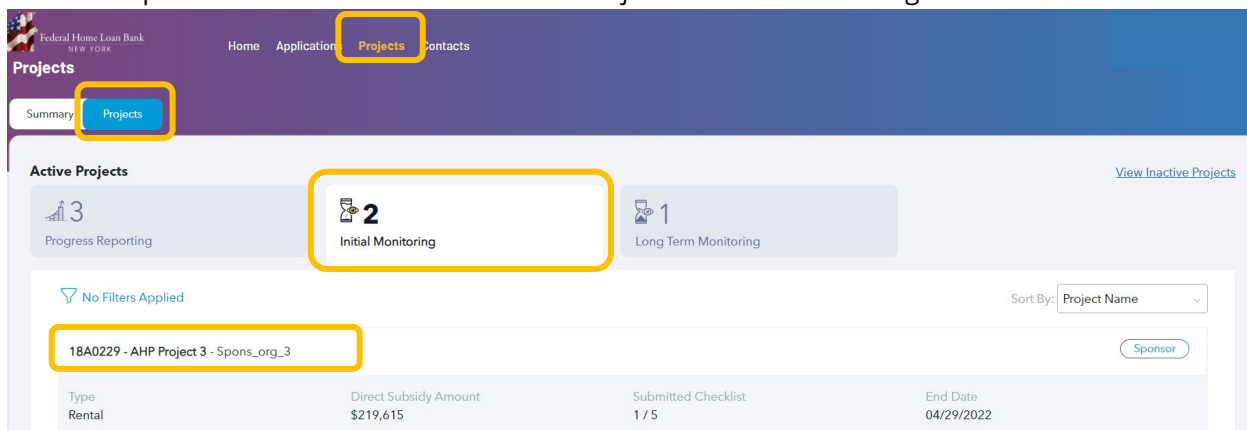 Federal Home Loan Bank
NEW YORK
Home Applications Projects Contacts
Projects
Summary Projects
Active Projects
View Inactive Projects
3
Progress Reporting
2
Initial Monitoring
1
Long Term Monitoring
No Filters Applied
Sort By: Project Name
18A0229 - AHP Project 3 - Spons_org_3
Sponsor
Type Direct Subsidy Amount Submitted Checklist End Date
Rental $219,615 1 / 5 04/29/2022